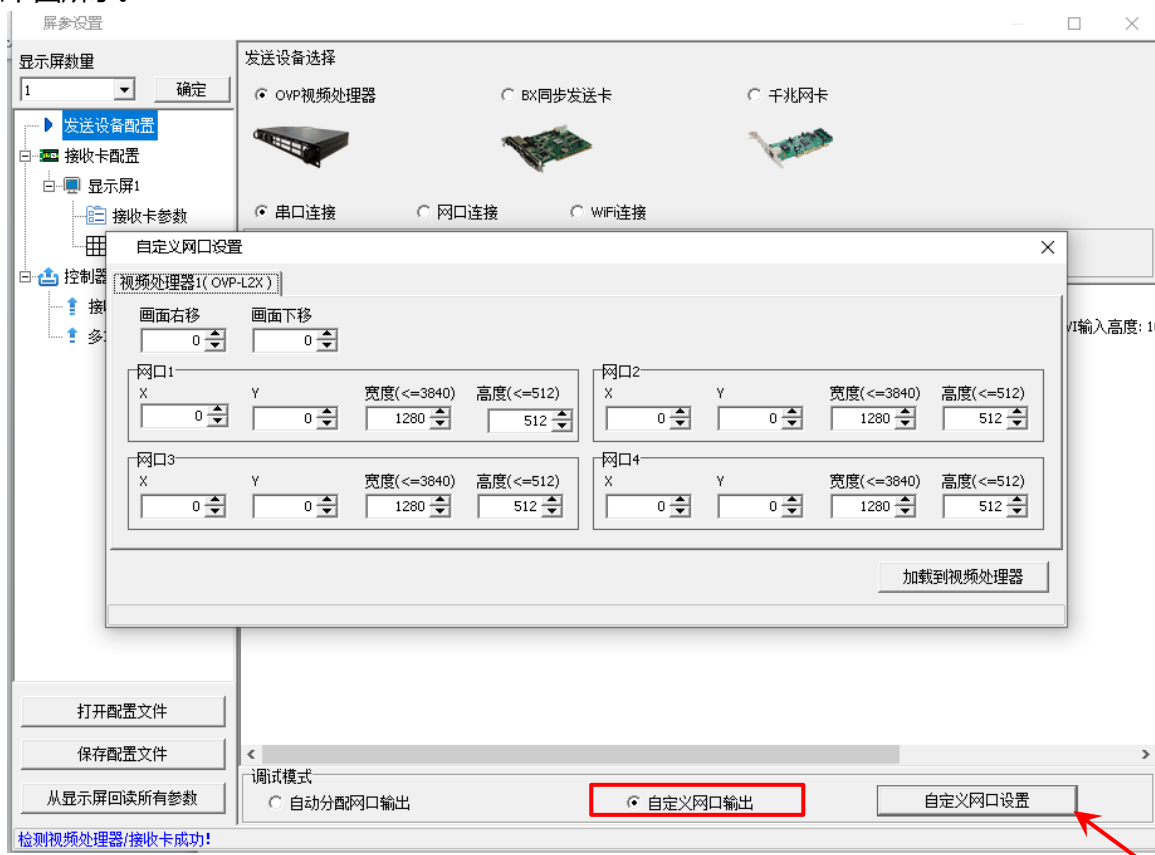 屏参设置
显示屏数量
1
确定
发送设备配置
接收卡配置
显示屏1
接收卡参数
控制器
发送设备选择
OVP视频处理器
BX同步发送卡
千兆网卡
串口连接
网口连接
WiFi连接
自定义网口设置
视频处理器1( OVP-L2X )
画面右移
画面下移
0
0
网口1
X Y 宽度(<=3840) 高度(<=512)
0 0 1280 512
网口2
X Y 宽度(<=3840) 高度(<=512)
0 0 1280 512
网口3
X Y 宽度(<=3840) 高度(<=512)
0 0 1280 512
网口4
X Y 宽度(<=3840) 高度(<=512)
0 0 1280 512
加载到视频处理器
VI输入高度: 1
打开配置文件
保存配置文件
从显示屏回读所有参数
调试模式
自动分配网口输出
自定义网口输出
自定义网口设置
检测视频处理器/接收卡成功!